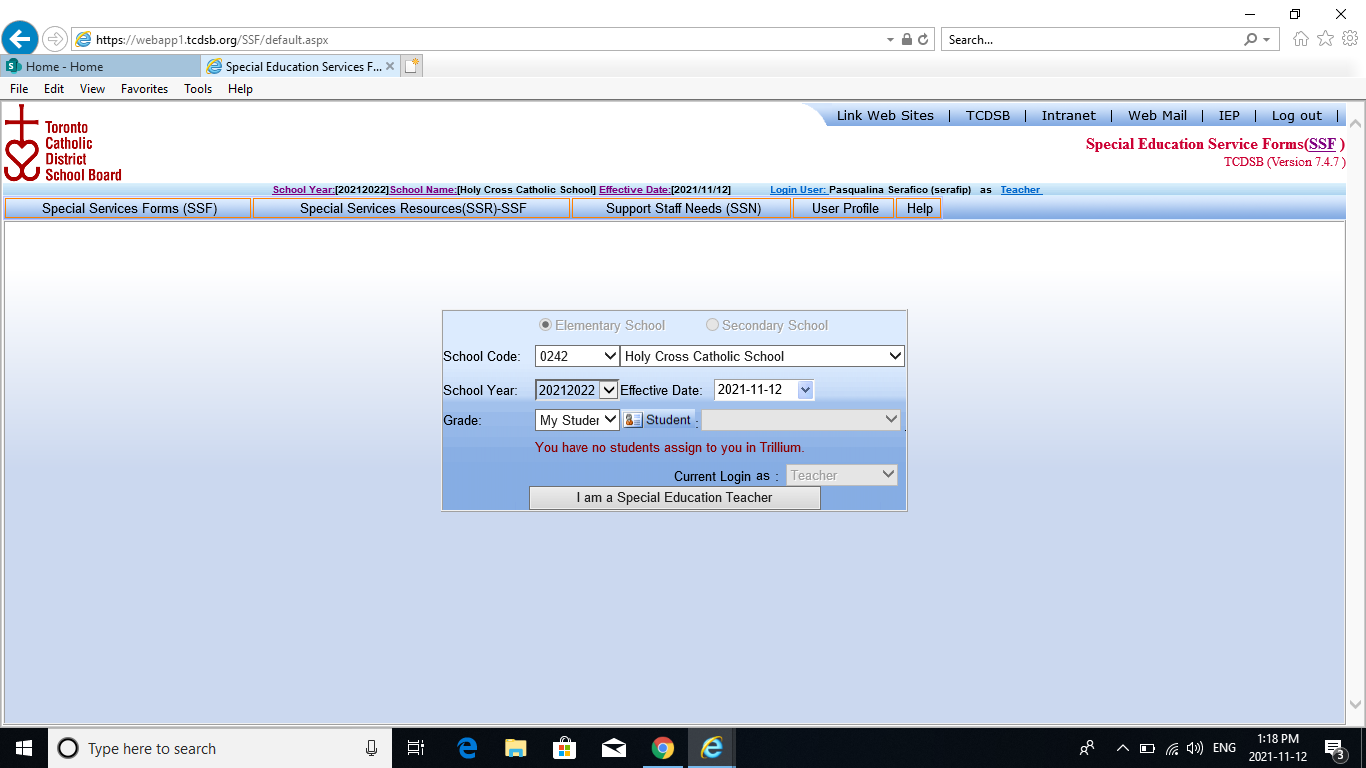 https://webapp1.tcdsb.org/SSF/default.aspx
Search...
Home - Home
Special Education Services F...
File Edit View Favorites Tools Help
Link Web Sites | TCDSB | Intranet | Web Mail | IEP | Log out |
Toronto
Catholic
District
School Board
Special Education Service Forms(SSF )
TCDSB (Version 7.4.7 )
School Year:[20212022]School Name:[Holy Cross Catholic School] Effective Date:[2021/11/12] Login User: Pasqualina Serafico (serafip) as Teacher
Special Services Forms (SSF) Special Services Resources(SSR)-SSF Support Staff Needs (SSN) User Profile Help
Elementary School Secondary School
School Code: 0242 Holy Cross Catholic School
School Year: 20212022 Effective Date: 2021-11-12
Grade: My Studer Student :
You have no students assign to you in Trillium.
Current Login as : Teacher
I am a Special Education Teacher
Type here to search
ENG
1:18 PM
2021-11-12
3